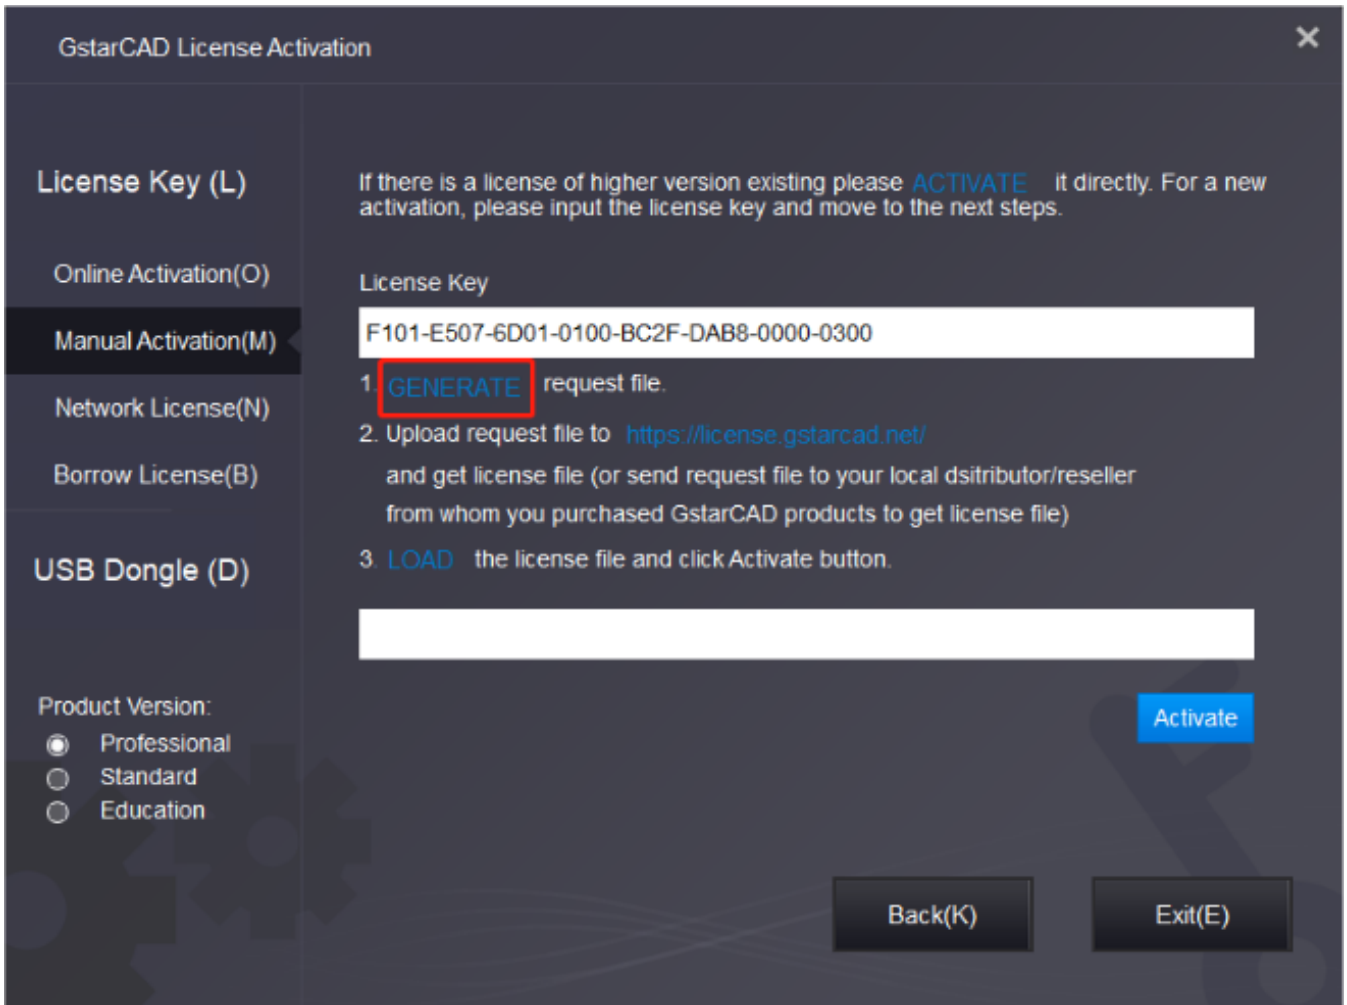 GstarCAD License Activation
License Key (L)
Online Activation(O)
Manual Activation(M)
Network License(N)
Borrow License(B)
USB Dongle (D)
Product Version:
Professional
Standard
Education
If there is a license of higher version existing please ACTIVATE it directly. For a new
activation, please input the license key and move to the next steps.
License Key
F101-E507-6D01-0100-BC2F-DAB8-0000-0300
1. GENERATE request file.
2. Upload request file to https://license.gstarcad.net/
and get license file (or send request file to your local dsitributor/reseller
from whom you purchased GstarCAD products to get license file)
3. LOAD the license file and click Activate button.
Activate
Back(K)
Exit(E)